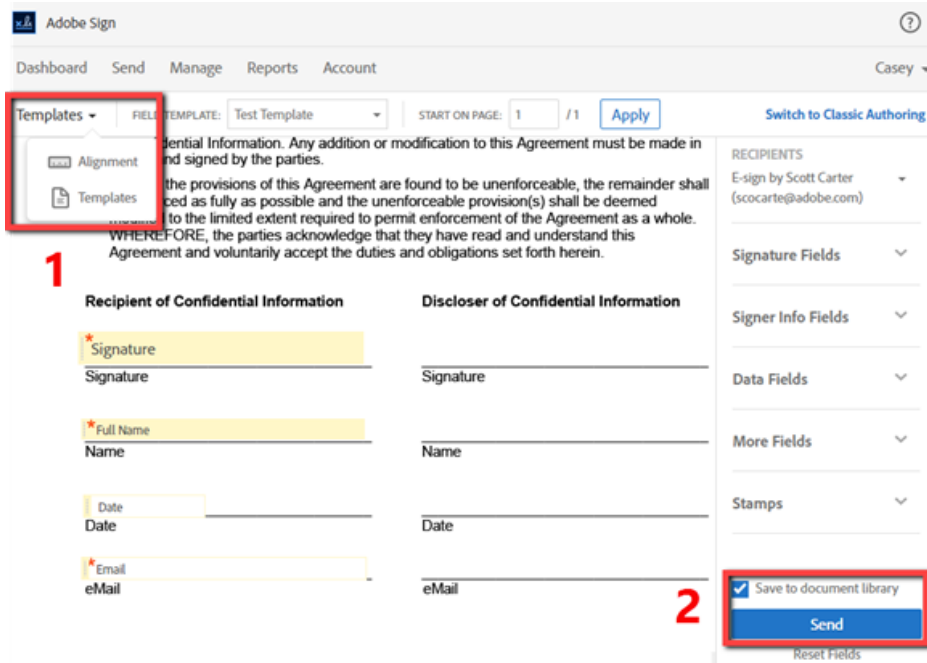 Adobe Sign
Dashboard Send Manage Reports Account Casey
Templates FIELD TEMPLATE: Test Template START ON PAGE: 1 /1 Apply Switch to Classic Authoring
Alignment
Templates
dential Information. Any addition or modification to this Agreement must be made in
nd signed by the parties.
the provisions of this Agreement are found to be unenforceable, the remainder shall
ced as fully as possible and the unenforceable provision(s) shall be deemed
to the limited extent required to permit enforcement of the Agreement as a whole.
WHEREFORE, the parties acknowledge that they have read and understand this
Agreement and voluntarily accept the duties and obligations set forth herein.
1
Recipient of Confidential Information Discloser of Confidential Information
*Signature
Signature Signature
*Full Name
Name Name
Date
Date Date
*Email
eMail eMail
RECIPIENTS
E-sign by Scott Carter
(scocarte@adobe.com)
Signature Fields
Signer Info Fields
Data Fields
More Fields
Stamps
2
Save to document library
Send
Reset Fields